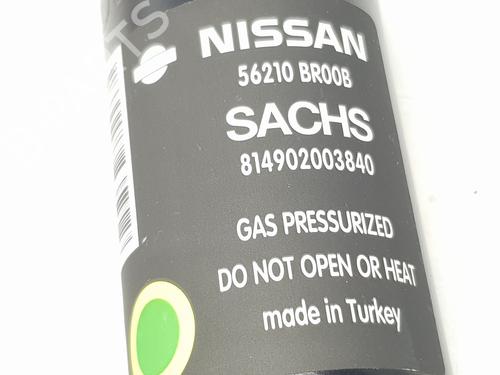 NISSAN
56210 BR00B
SACHS
814902003840
GAS PRESSURIZED
DO NOT OPEN OR HEAT
made in Turkey